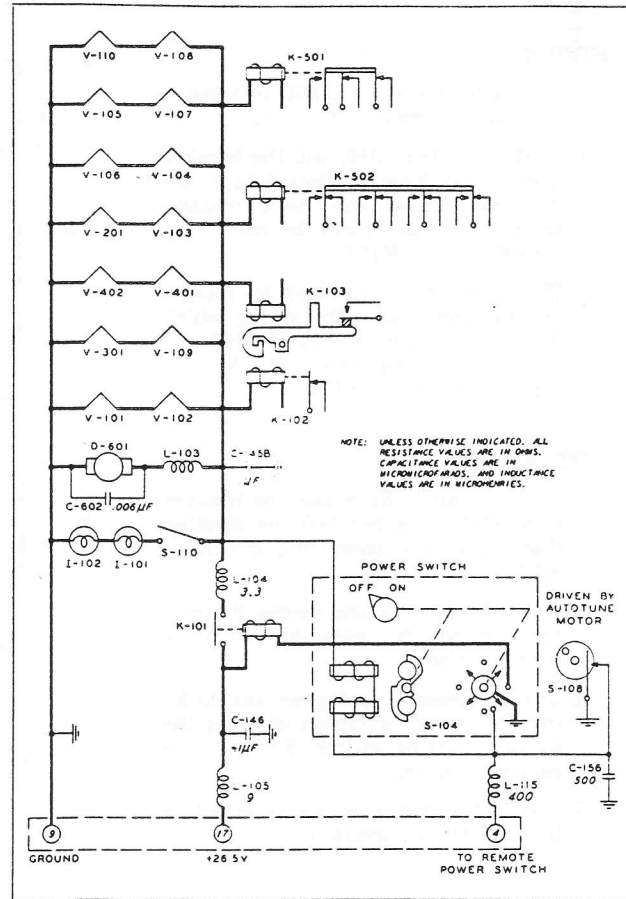 V-110 V-108
K-501
V-105 V-107
V-106 V-104
K-502
V-201 V-103
V-402 V-401
K-103
V-301 V-109
V-101 V-102
K-102
D-601
L-103
C-145B
μF
C-602 .006μF
NOTE: UNLESS OTHERWISE INDICATED, ALL
RESISTANCE VALUES ARE IN OHMS,
CAPACITANCE VALUES ARE IN
MICROMICROFARADS, AND INDUCTANCE
VALUES ARE IN MICROHENRIES.
I-102 I-101 S-110
L-104
3.3
POWER SWITCH
OFF ON
DRIVEN BY
AUTOTUNE
MOTOR
K-101
S-108
S-104
C-146
.1μF
C-156
500
L-105
9
L-115
400
9
17
4
GROUND
+26 5V
TO REMOTE
POWER SWITCH